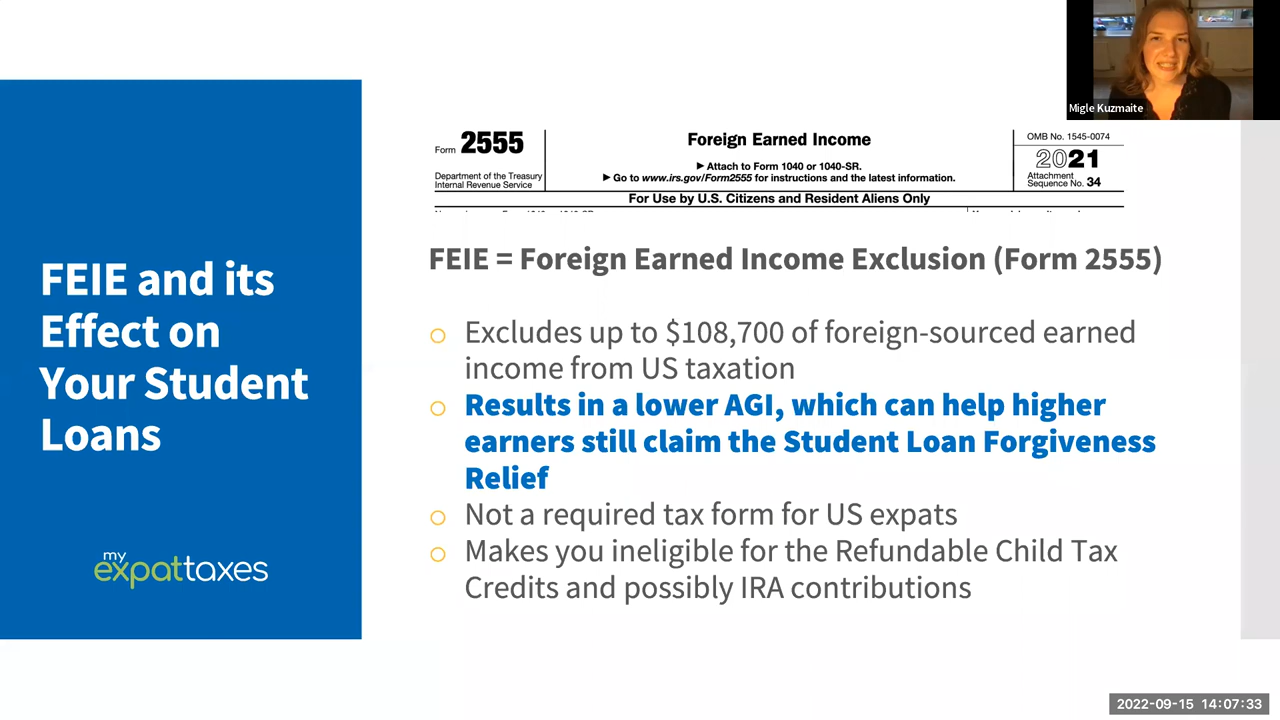 Migle Kuzmaite
Form 2555
Department of the Treasury
Internal Revenue Service
Foreign Earned Income
▶ Attach to Form 1040 or 1040-SR.
▶ Go to www.irs.gov/Form2555 for instructions and the latest information.
OMB No. 1545-0074
2021
Attachment
Sequence No. 34
For Use by U.S. Citizens and Resident Aliens Only
FEIE and its
Effect on
Your Student
Loans
my
expattaxes
FEIE = Foreign Earned Income Exclusion (Form 2555)
Excludes up to $108,700 of foreign-sourced earned
income from US taxation
Results in a lower AGI, which can help higher
earners still claim the Student Loan Forgiveness
Relief
Not a required tax form for US expats
Makes you ineligible for the Refundable Child Tax
Credits and possibly IRA contributions
2022-09-15 14:07:33